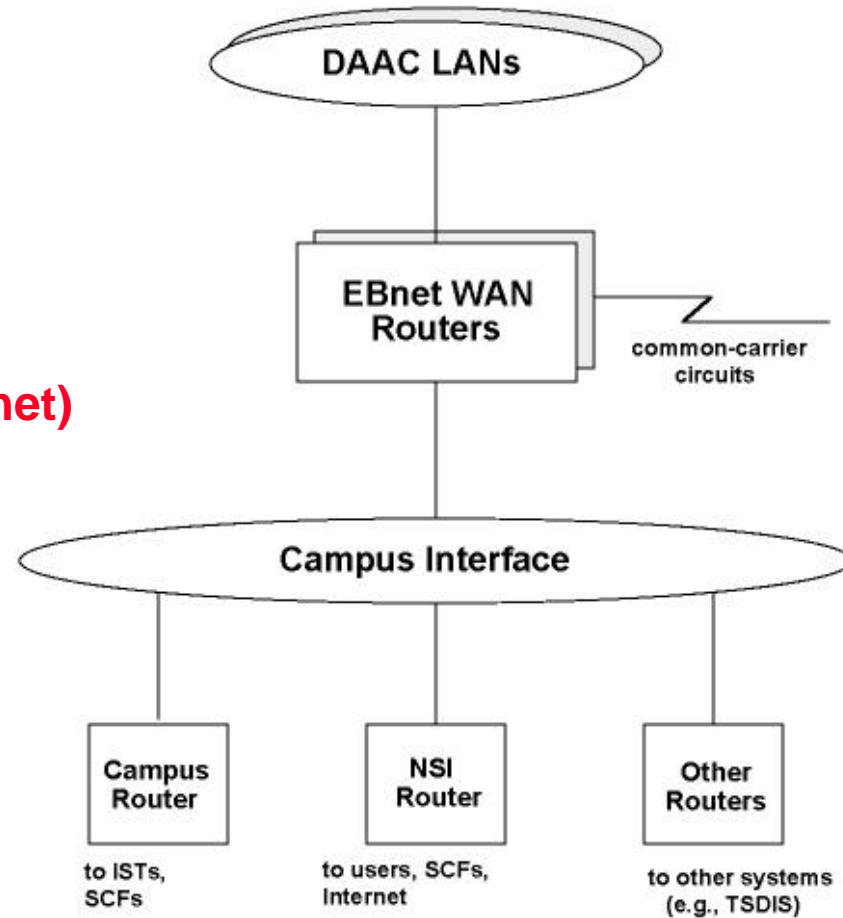 DAAC LANs
EBnet WAN
Routers
common-carrier
circuits
net)
Campus Interface
Campus
Router
NSI
Router
Other
Routers
to ISTs,
SCFs
to users, SCFs,
Internet
to other systems
(e.g., TSDIS)